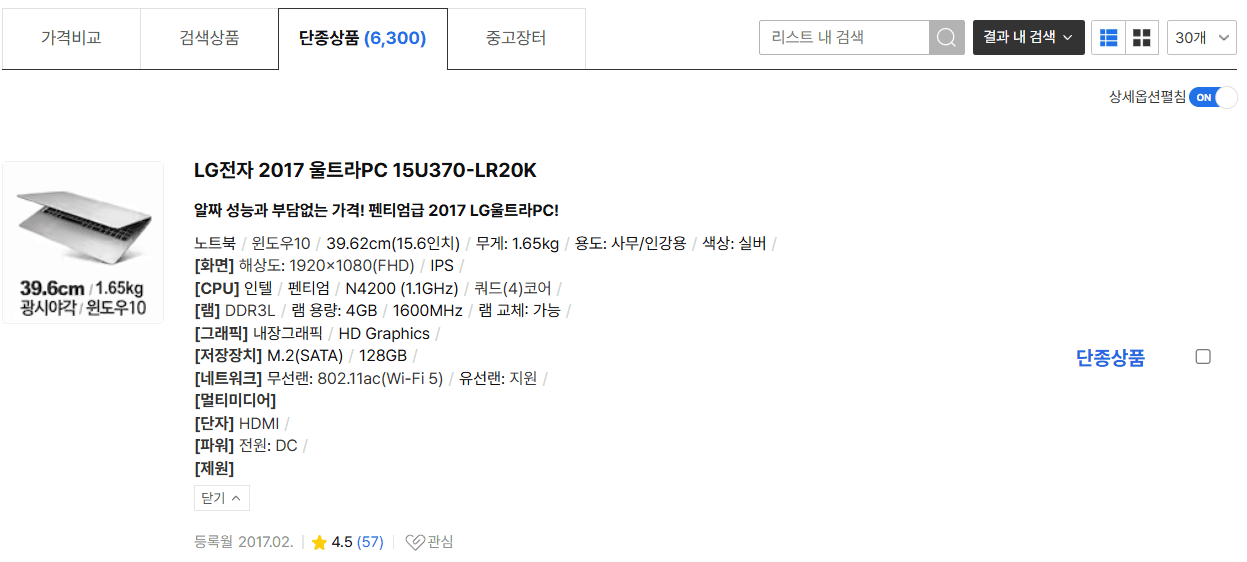 가격비교 검색상품 단종상품 (6,300) 중고장터 리스트 내 검색 결과 내 검색 30개
상세옵션펼침 ON
LG전자 2017 울트라PC 15U370-LR20K
알짜 성능과 부담없는 가격! 펜티엄급 2017 LG울트라PC!
노트북 / 윈도우10 / 39.62cm(15.6인치) / 무게: 1.65kg / 용도: 사무/인강용 / 색상: 실버 /
[화면] 해상도: 1920×1080(FHD) / IPS /
[CPU] 인텔 / 펜티엄 / N4200 (1.1GHz) / 쿼드(4)코어 /
[램] DDR3L / 램 용량: 4GB / 1600MHz / 램 교체: 가능 /
[그래픽] 내장그래픽 / HD Graphics /
[저장장치] M.2(SATA) / 128GB /
[네트워크] 무선랜: 802.11ac(Wi-Fi 5) / 유선랜: 지원 /
[멀티미디어]
[단자] HDMI /
[파워] 전원: DC /
[제원]
닫기
39.6cm / 1.65kg
광시야각 / 윈도우10
단종상품
등록월 2017.02. 4.5 (57) 관심